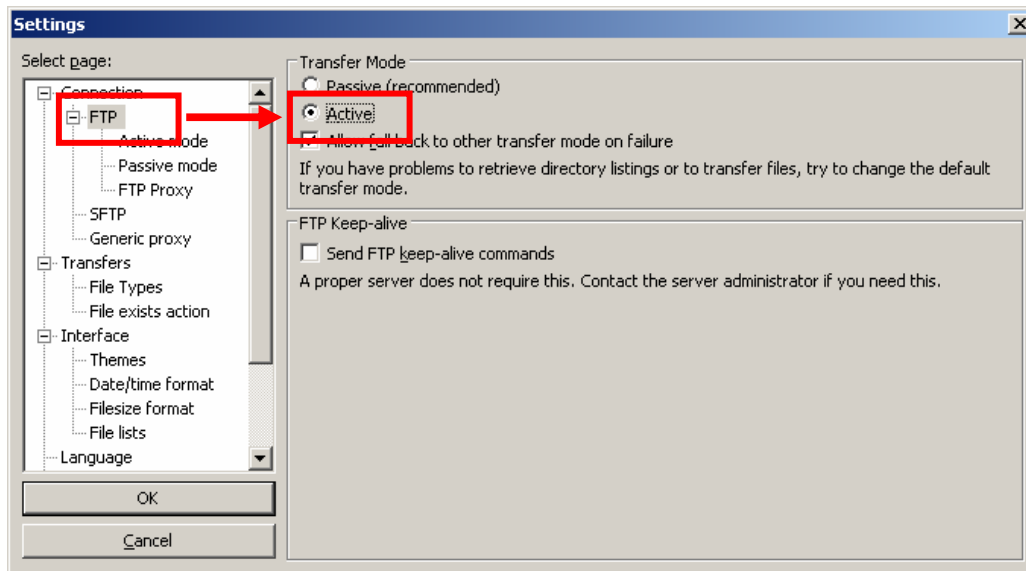 Settings
Select page:
Connection
FTP
Active mode
Passive mode
FTP Proxy
SFTP
Generic proxy
Transfers
File Types
File exists action
Interface
Themes
Date/time format
Filesize format
File lists
Language
OK
Cancel
Transfer Mode
Passive (recommended)
Active
Allow fall back to other transfer mode on failure
If you have problems to retrieve directory listings or to transfer files, try to change the default
transfer mode.
FTP Keep-alive
Send FTP keep-alive commands
A proper server does not require this. Contact the server administrator if you need this.